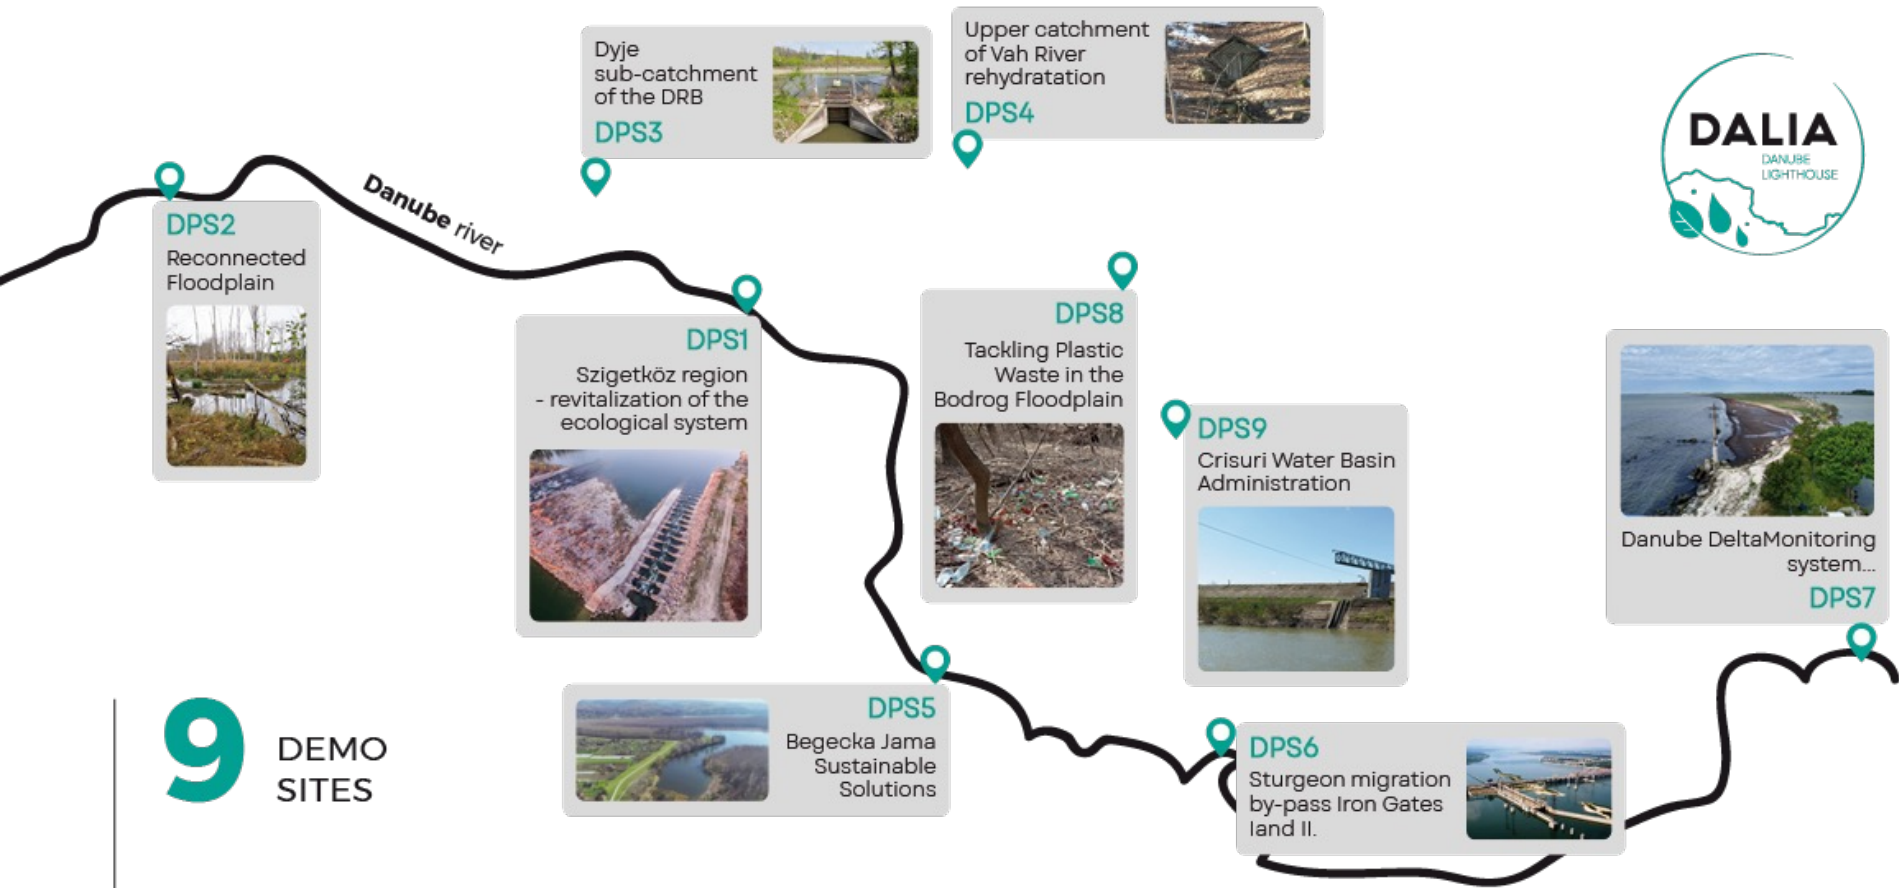 Dyje
sub-catchment
of the DRB
DPS3
Upper catchment
of Vah River
rehydratation
DPS4
DALIA
DANUBE
LIGHTHOUSE
Danube river
DPS2
Reconnected
Floodplain
DPS1
Szigetköz region
- revitalization of the
ecological system
DPS8
Tackling Plastic
Waste in the
Bodrog Floodplain
DPS9
Crisuri Water Basin
Administration
Danube DeltaMonitoring
system...
DPS7
DPS5
Begecka Jama
Sustainable
Solutions
DPS6
Sturgeon migration
by-pass Iron Gates
Iand II.
9
DEMO
SITES